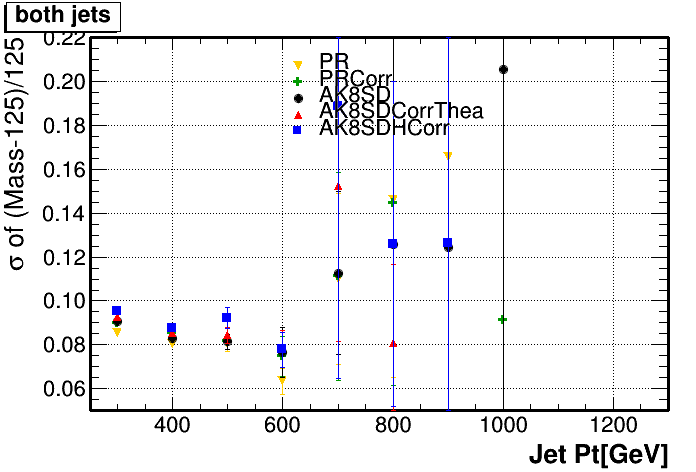 both jets
σ of (Mass-125)/125
0.22
0.20
0.18
0.16
0.14
0.12
0.10
0.08
0.06
PR
PRCorr
AK8SD
AK8SDCorrThea
AK8SDHCorr
400 600 800 1000 1200
Jet Pt[GeV]